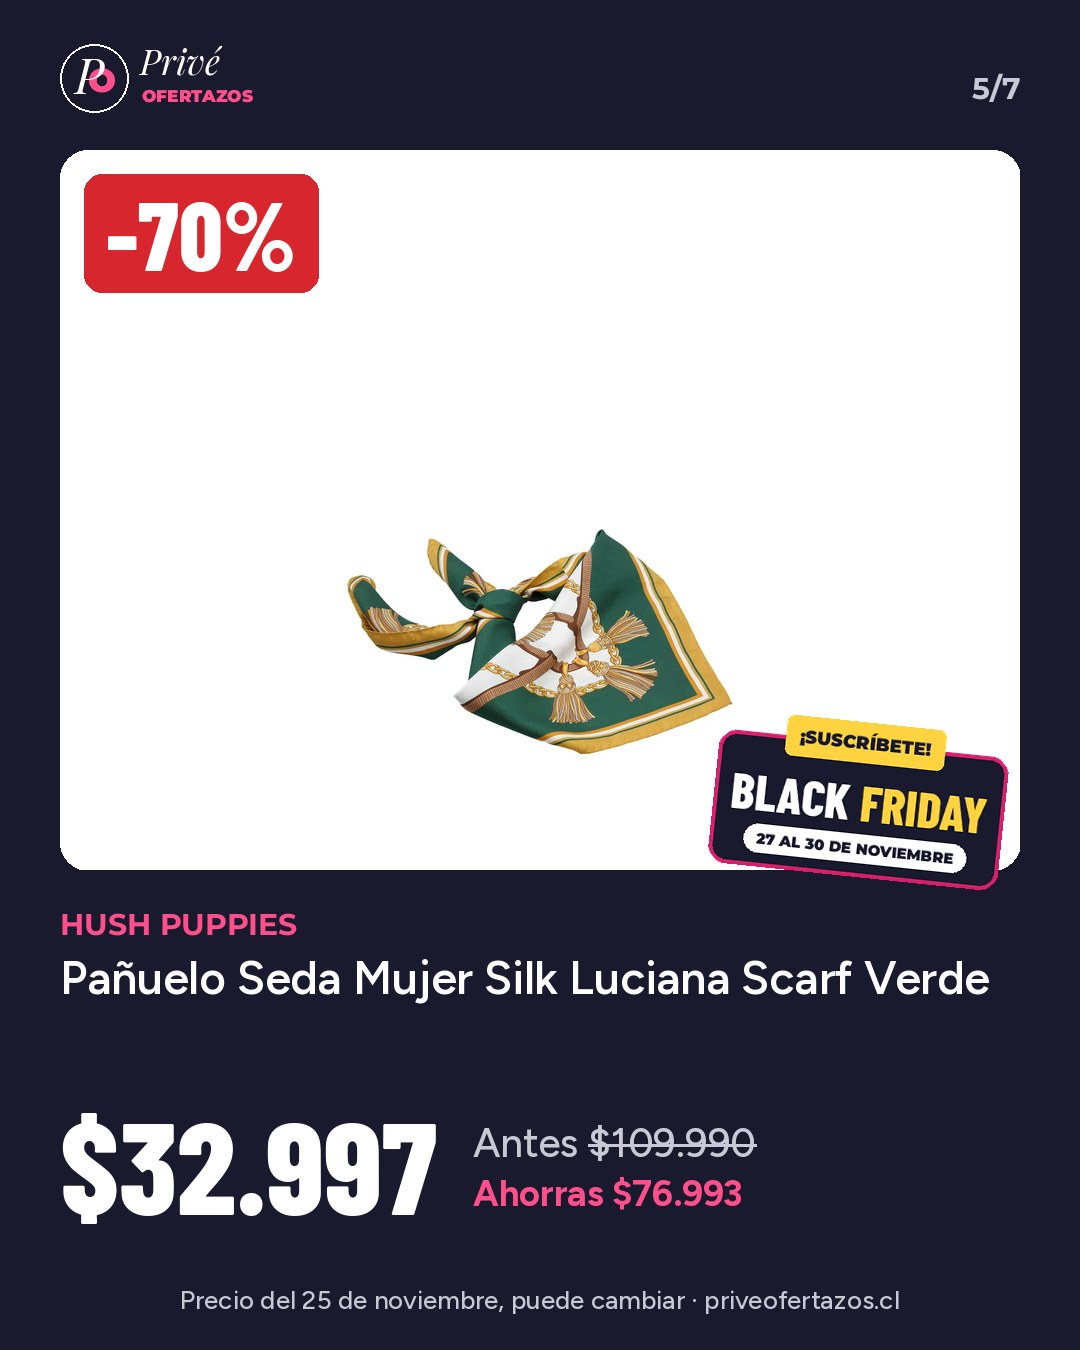 Privé
OFERTAZOS
5/7
-70%
¡SUSCRÍBETE!
BLACK FRIDAY
27 AL 30 DE NOVIEMBRE
HUSH PUPPIES
Pañuelo Seda Mujer Silk Luciana Scarf Verde
$32.997
Antes $109.990
Ahorras $76.993
Precio del 25 de noviembre, puede cambiar · priveofertazos.cl